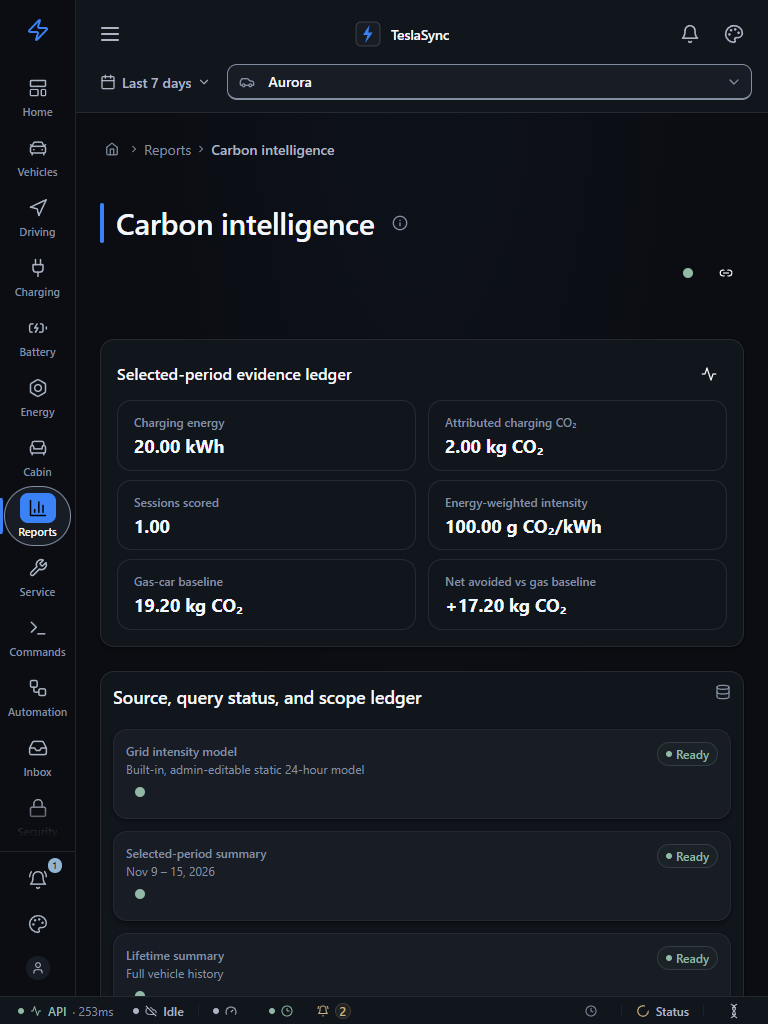 TeslaSync
Last 7 days
Aurora
Home
Vehicles
Driving
Charging
Battery
Energy
Cabin
Reports
Service
Commands
Automation
Inbox
Security
1
Reports
Carbon intelligence
Carbon intelligence
Selected-period evidence ledger
Charging energy
20.00 kWh
Attributed charging CO₂
2.00 kg CO₂
Sessions scored
1.00
Energy-weighted intensity
100.00 g CO₂/kWh
Gas-car baseline
19.20 kg CO₂
Net avoided vs gas baseline
+17.20 kg CO₂
Source, query status, and scope ledger
Grid intensity model
Built-in, admin-editable static 24-hour model
Ready
Selected-period summary
Nov 9 – 15, 2026
Ready
Lifetime summary
Full vehicle history
Ready
API · 253ms
Idle
2
Status